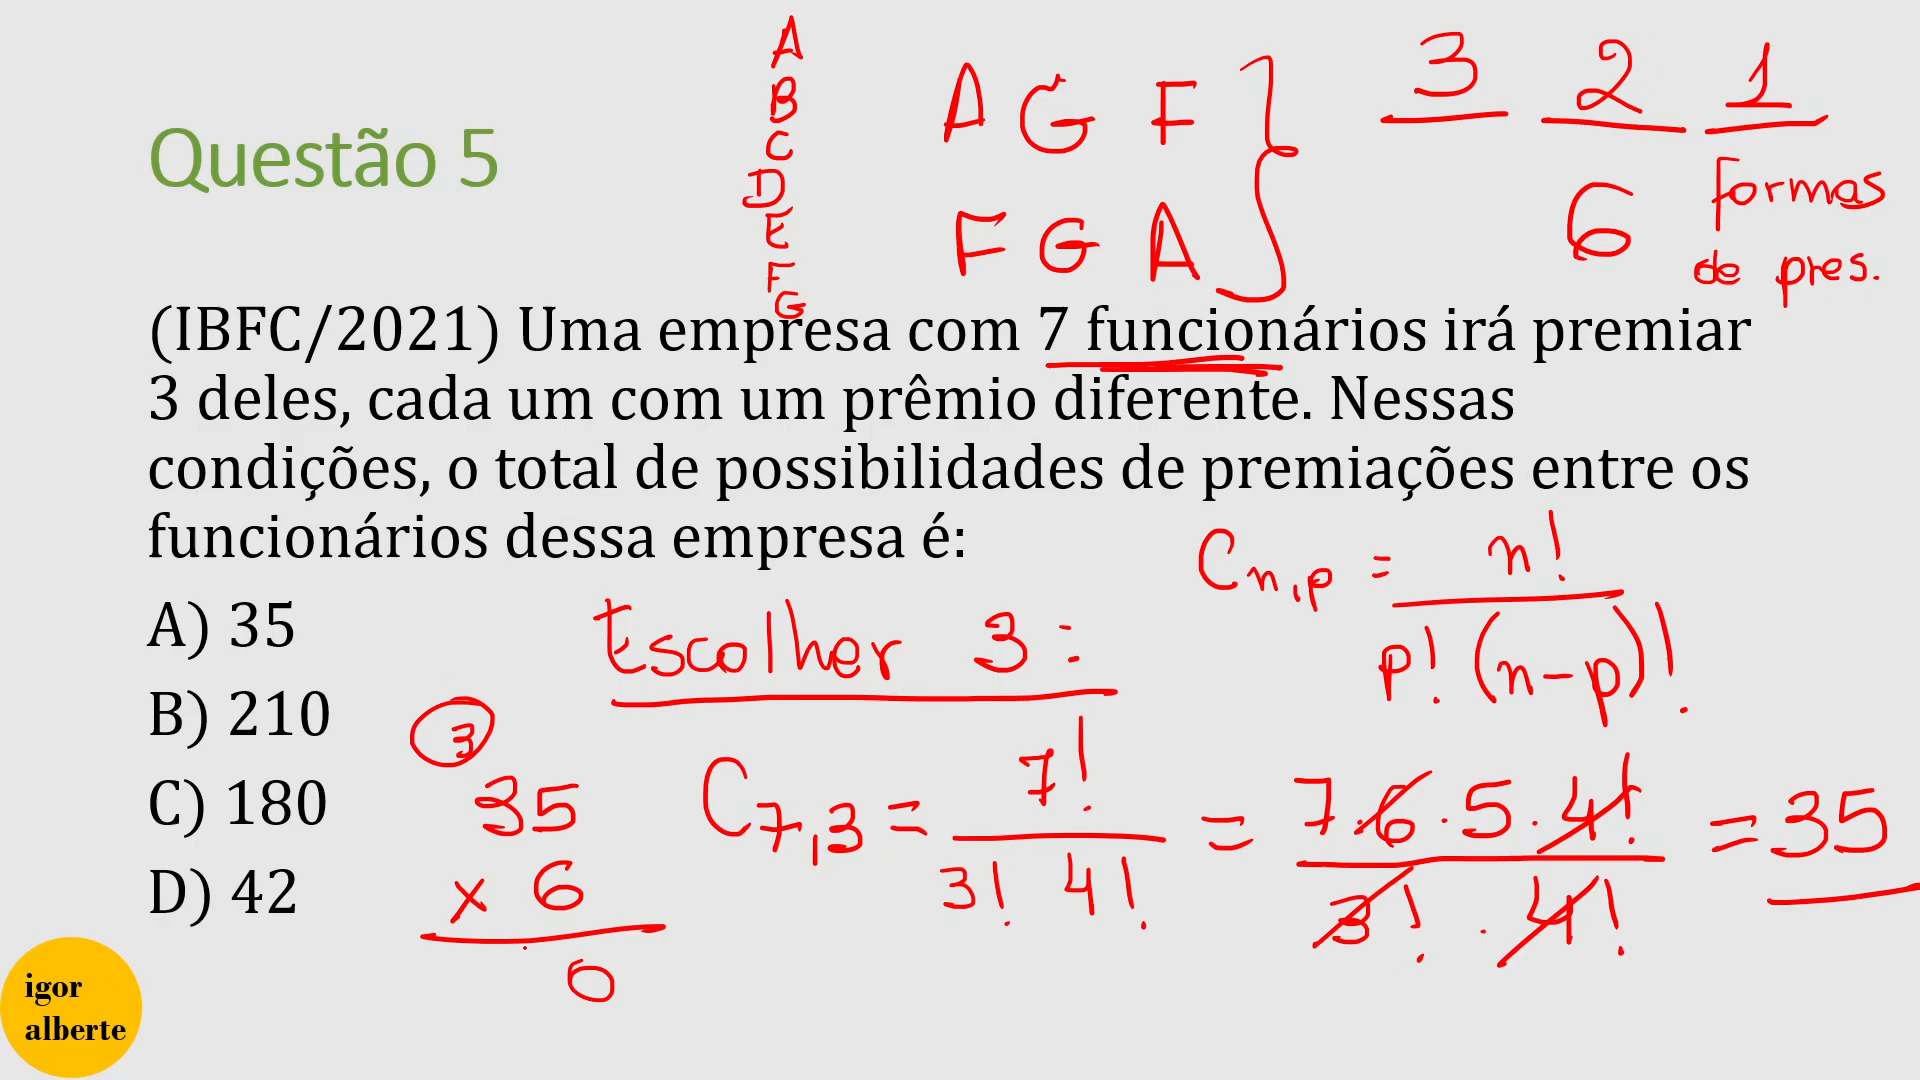 A
B
C
D
E
F
G
A G F
F G A
3 2 1
6 formas
de pres.
Questão 5
(IBFC/2021) Uma empresa com 7 funcionários irá premiar
3 deles, cada um com um prêmio diferente. Nessas
condições, o total de possibilidades de premiações entre os
funcionários dessa empresa é:
A) 35
B) 210
C) 180
D) 42
Escolher 3:
C n,p = n!
p! (n-p)!
3
35
x 6
0
C 7,3 = 7! = 7.6.5.4! = 35
3! 4! 3! . 4!
igor
alberte